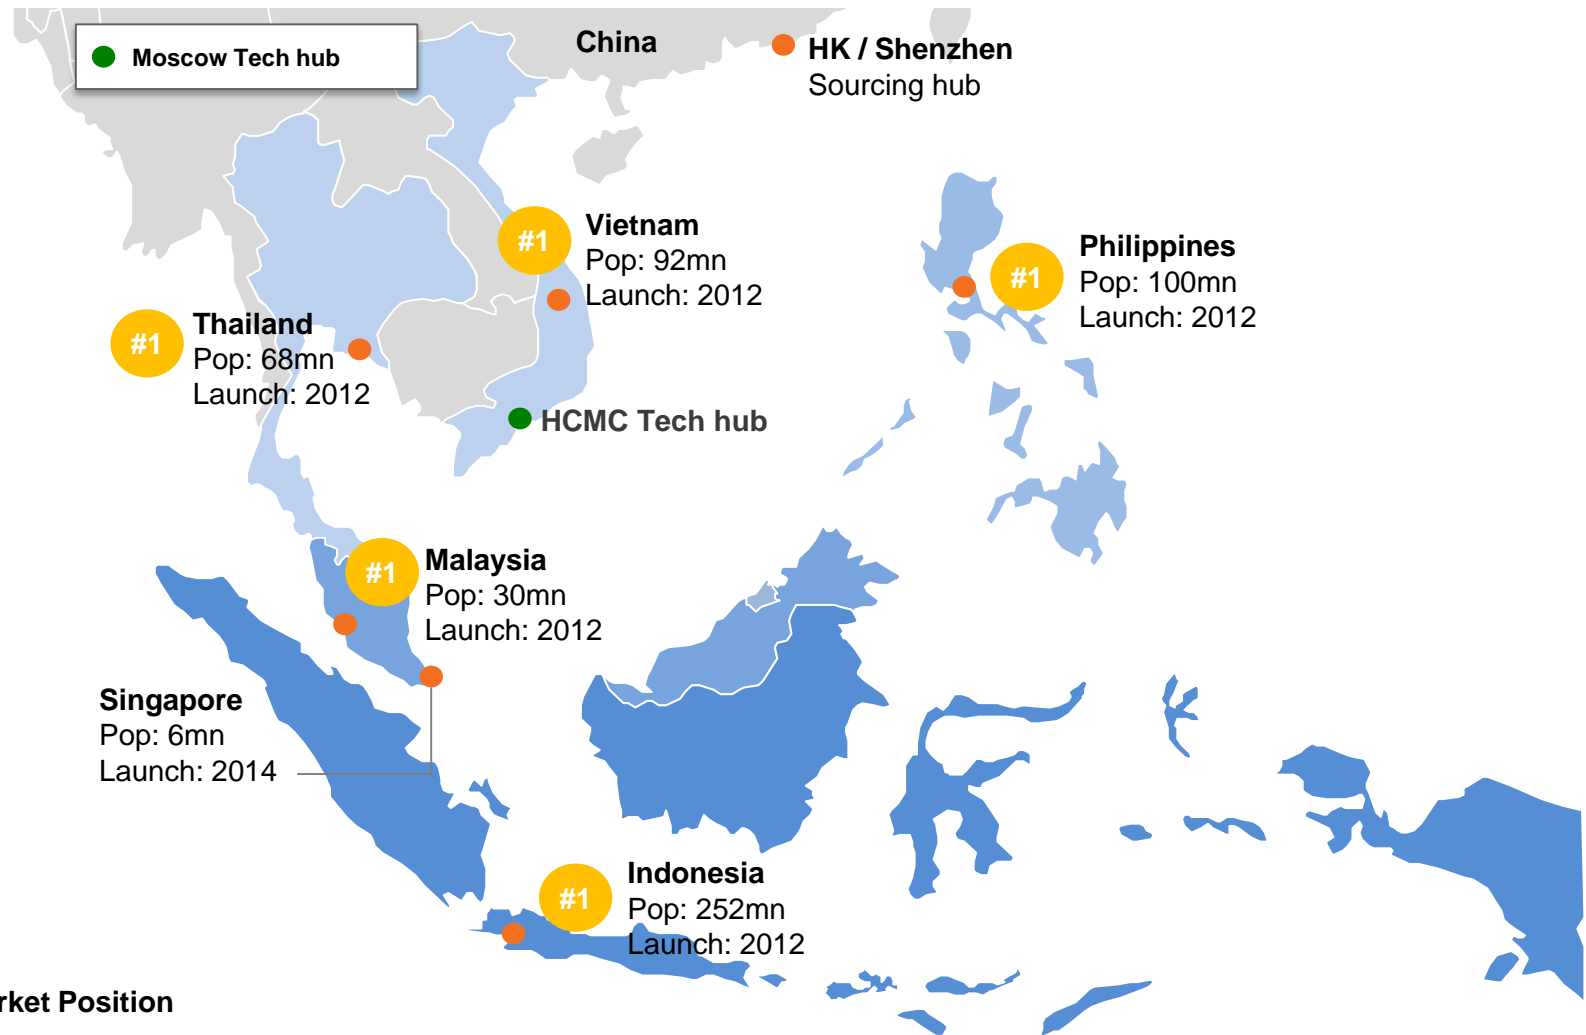 Moscow Tech hub
China
HK / Shenzhen
Sourcing hub
#1
Vietnam
Pop: 92mn
Launch: 2012
#1
Philippines
Pop: 100mn
Launch: 2012
#1
Thailand
Pop: 68mn
Launch: 2012
HCMC Tech hub
#1
Malaysia
Pop: 30mn
Launch: 2012
Singapore
Pop: 6mn
Launch: 2014
#1
Indonesia
Pop: 252mn
Launch: 2012
Position